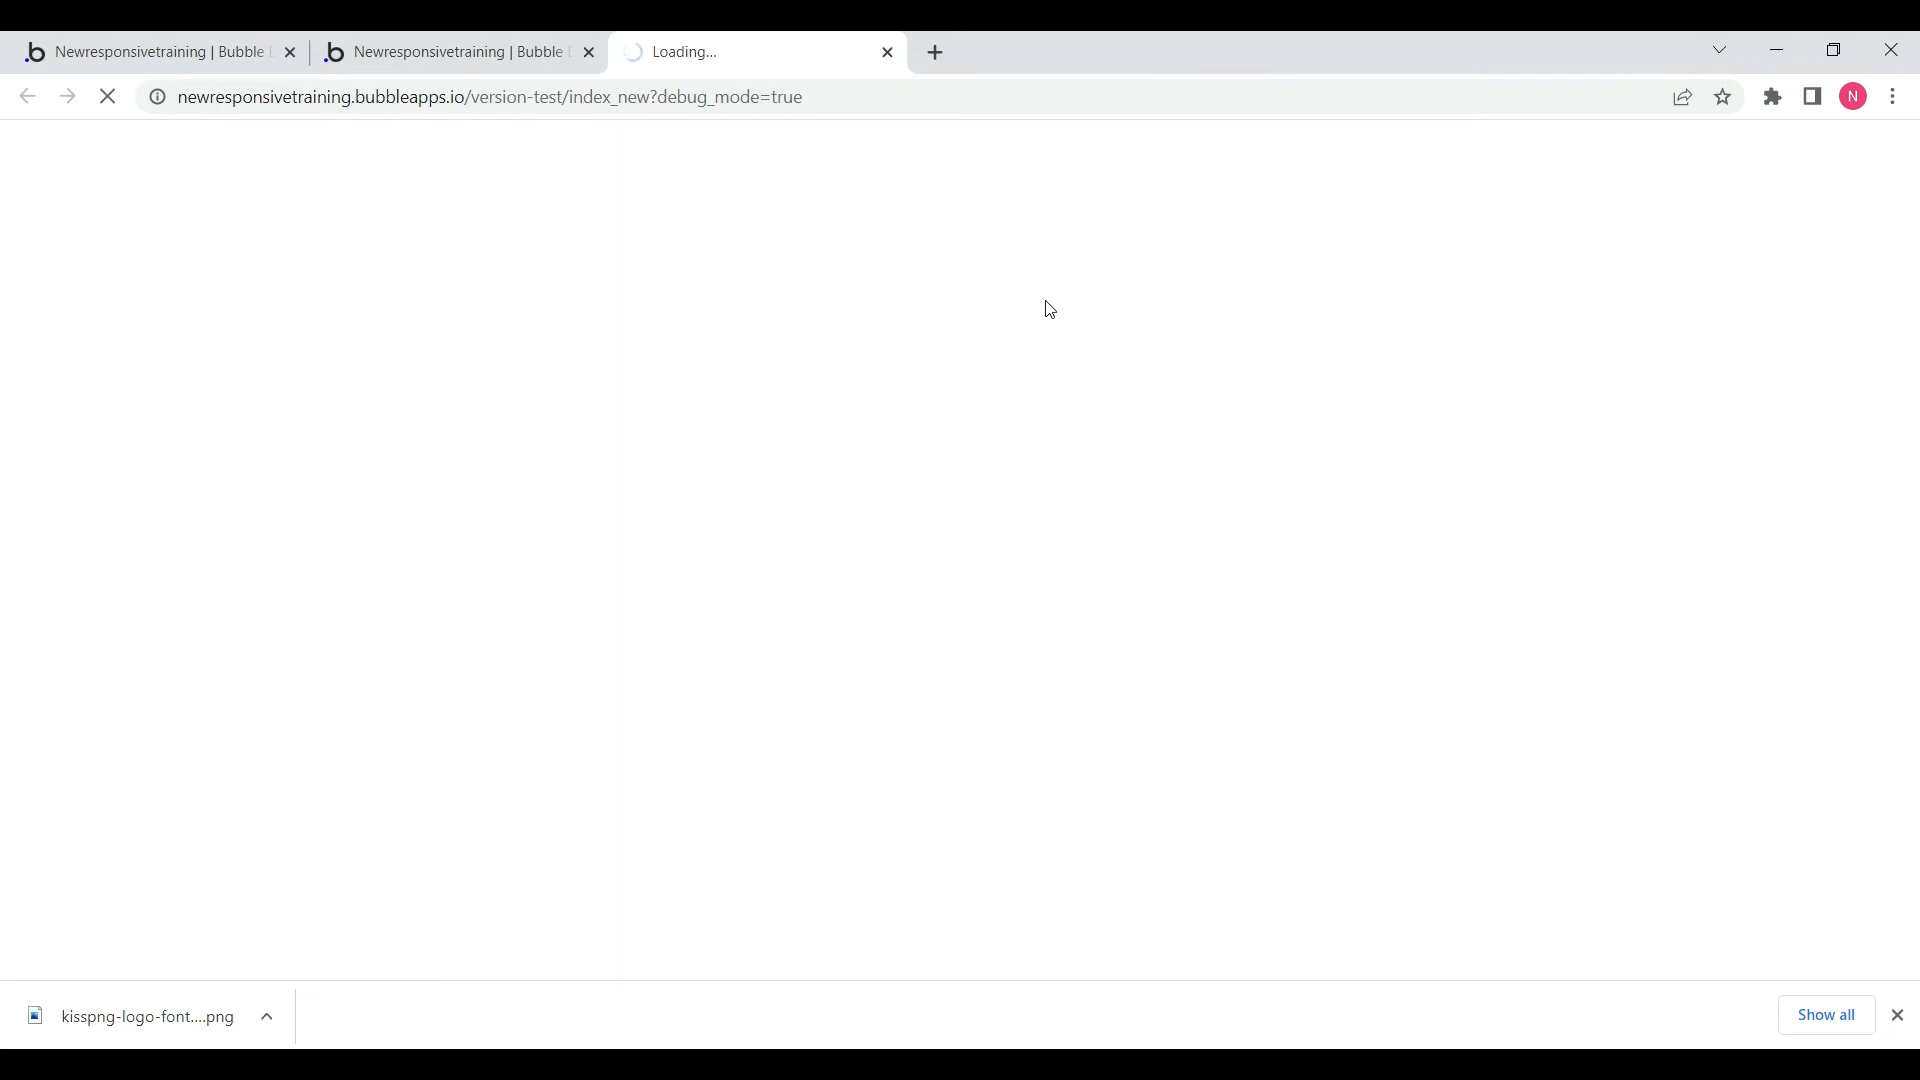 Newresponsivetraining | Bubble
Newresponsivetraining | Bubble
Loading...
newresponsivetraining.bubbleapps.io/version-test/index_new?debug_mode=true
N
kisspng-logo-font....png
Show all